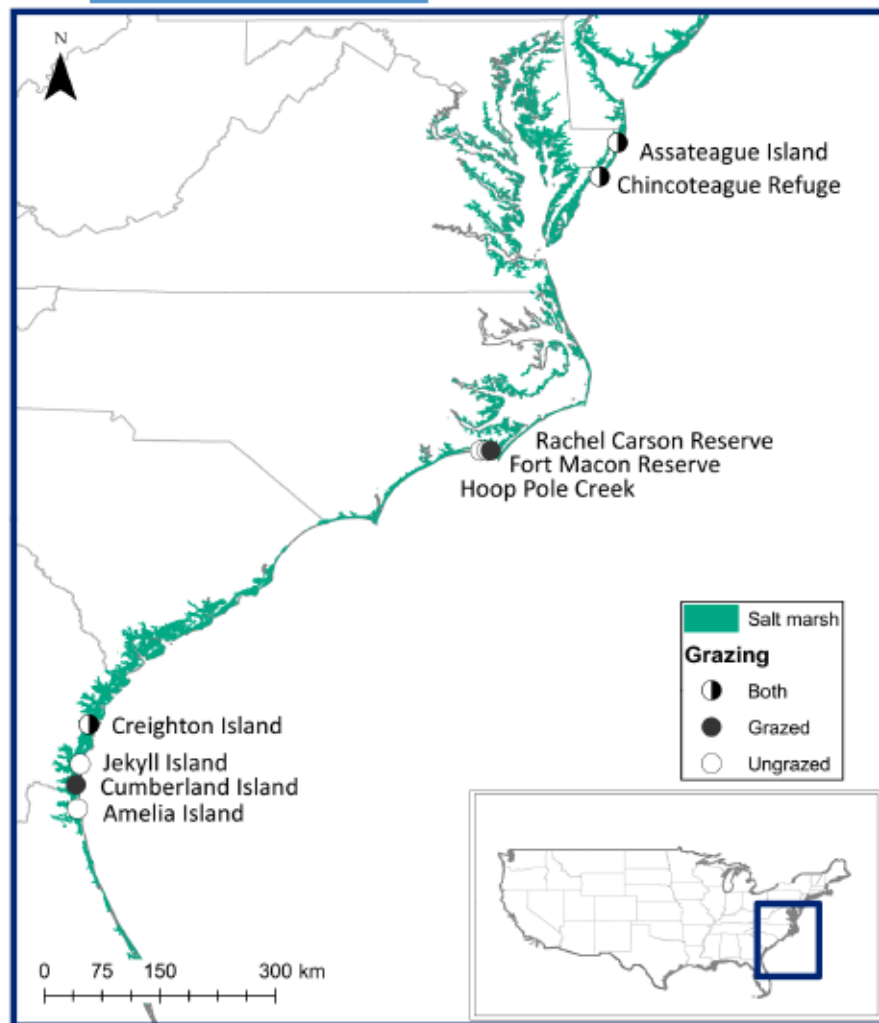 N
Assateague Island
Chincoteague Refuge
Rachel Carson Reserve
Fort Macon Reserve
Hoop Pole Creek
Creighton Island
Jekyll Island
Cumberland Island
Amelia Island
Salt marsh
Grazing
Both
Grazed
Ungrazed
0 75 150 300 km